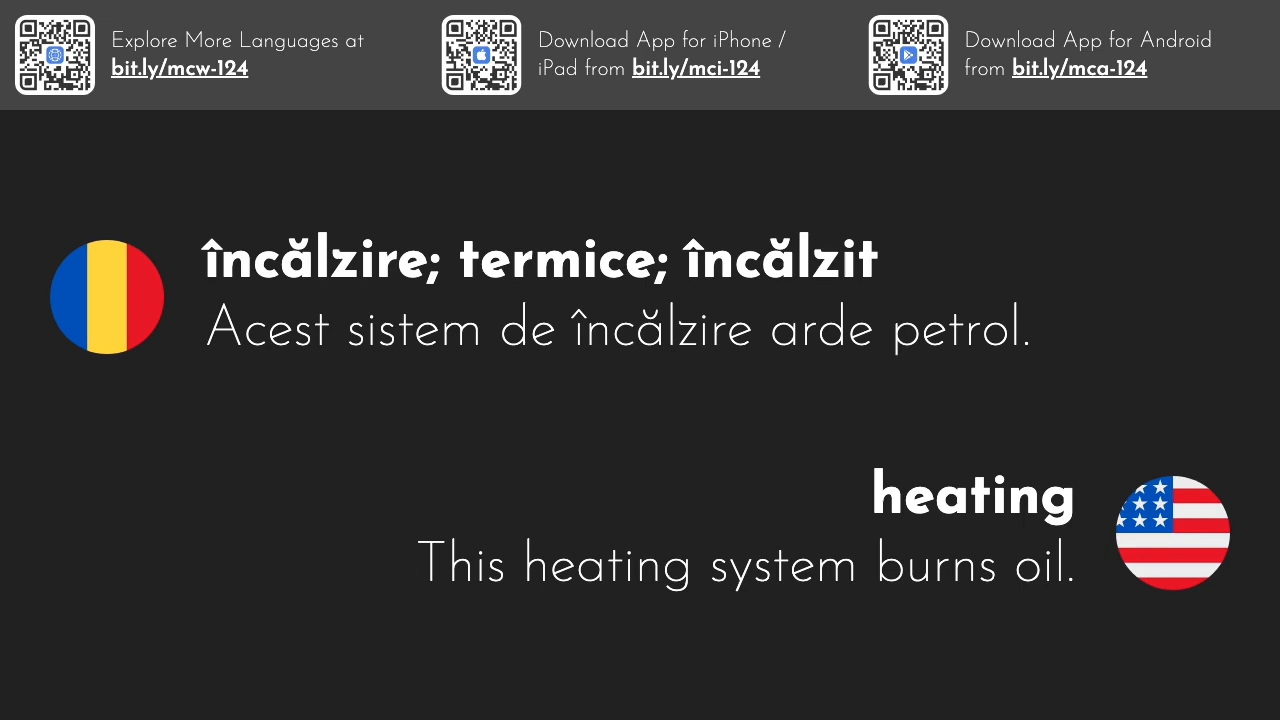 Explore More Languages at
bit.ly/mcw-124
Download App for iPhone /
iPad from bit.ly/mci-124
Download App for Android
from bit.ly/mca-124
încălzire; termice; încălzit
Acest sistem de încălzire arde petrol.
heating
This heating system burns oil.